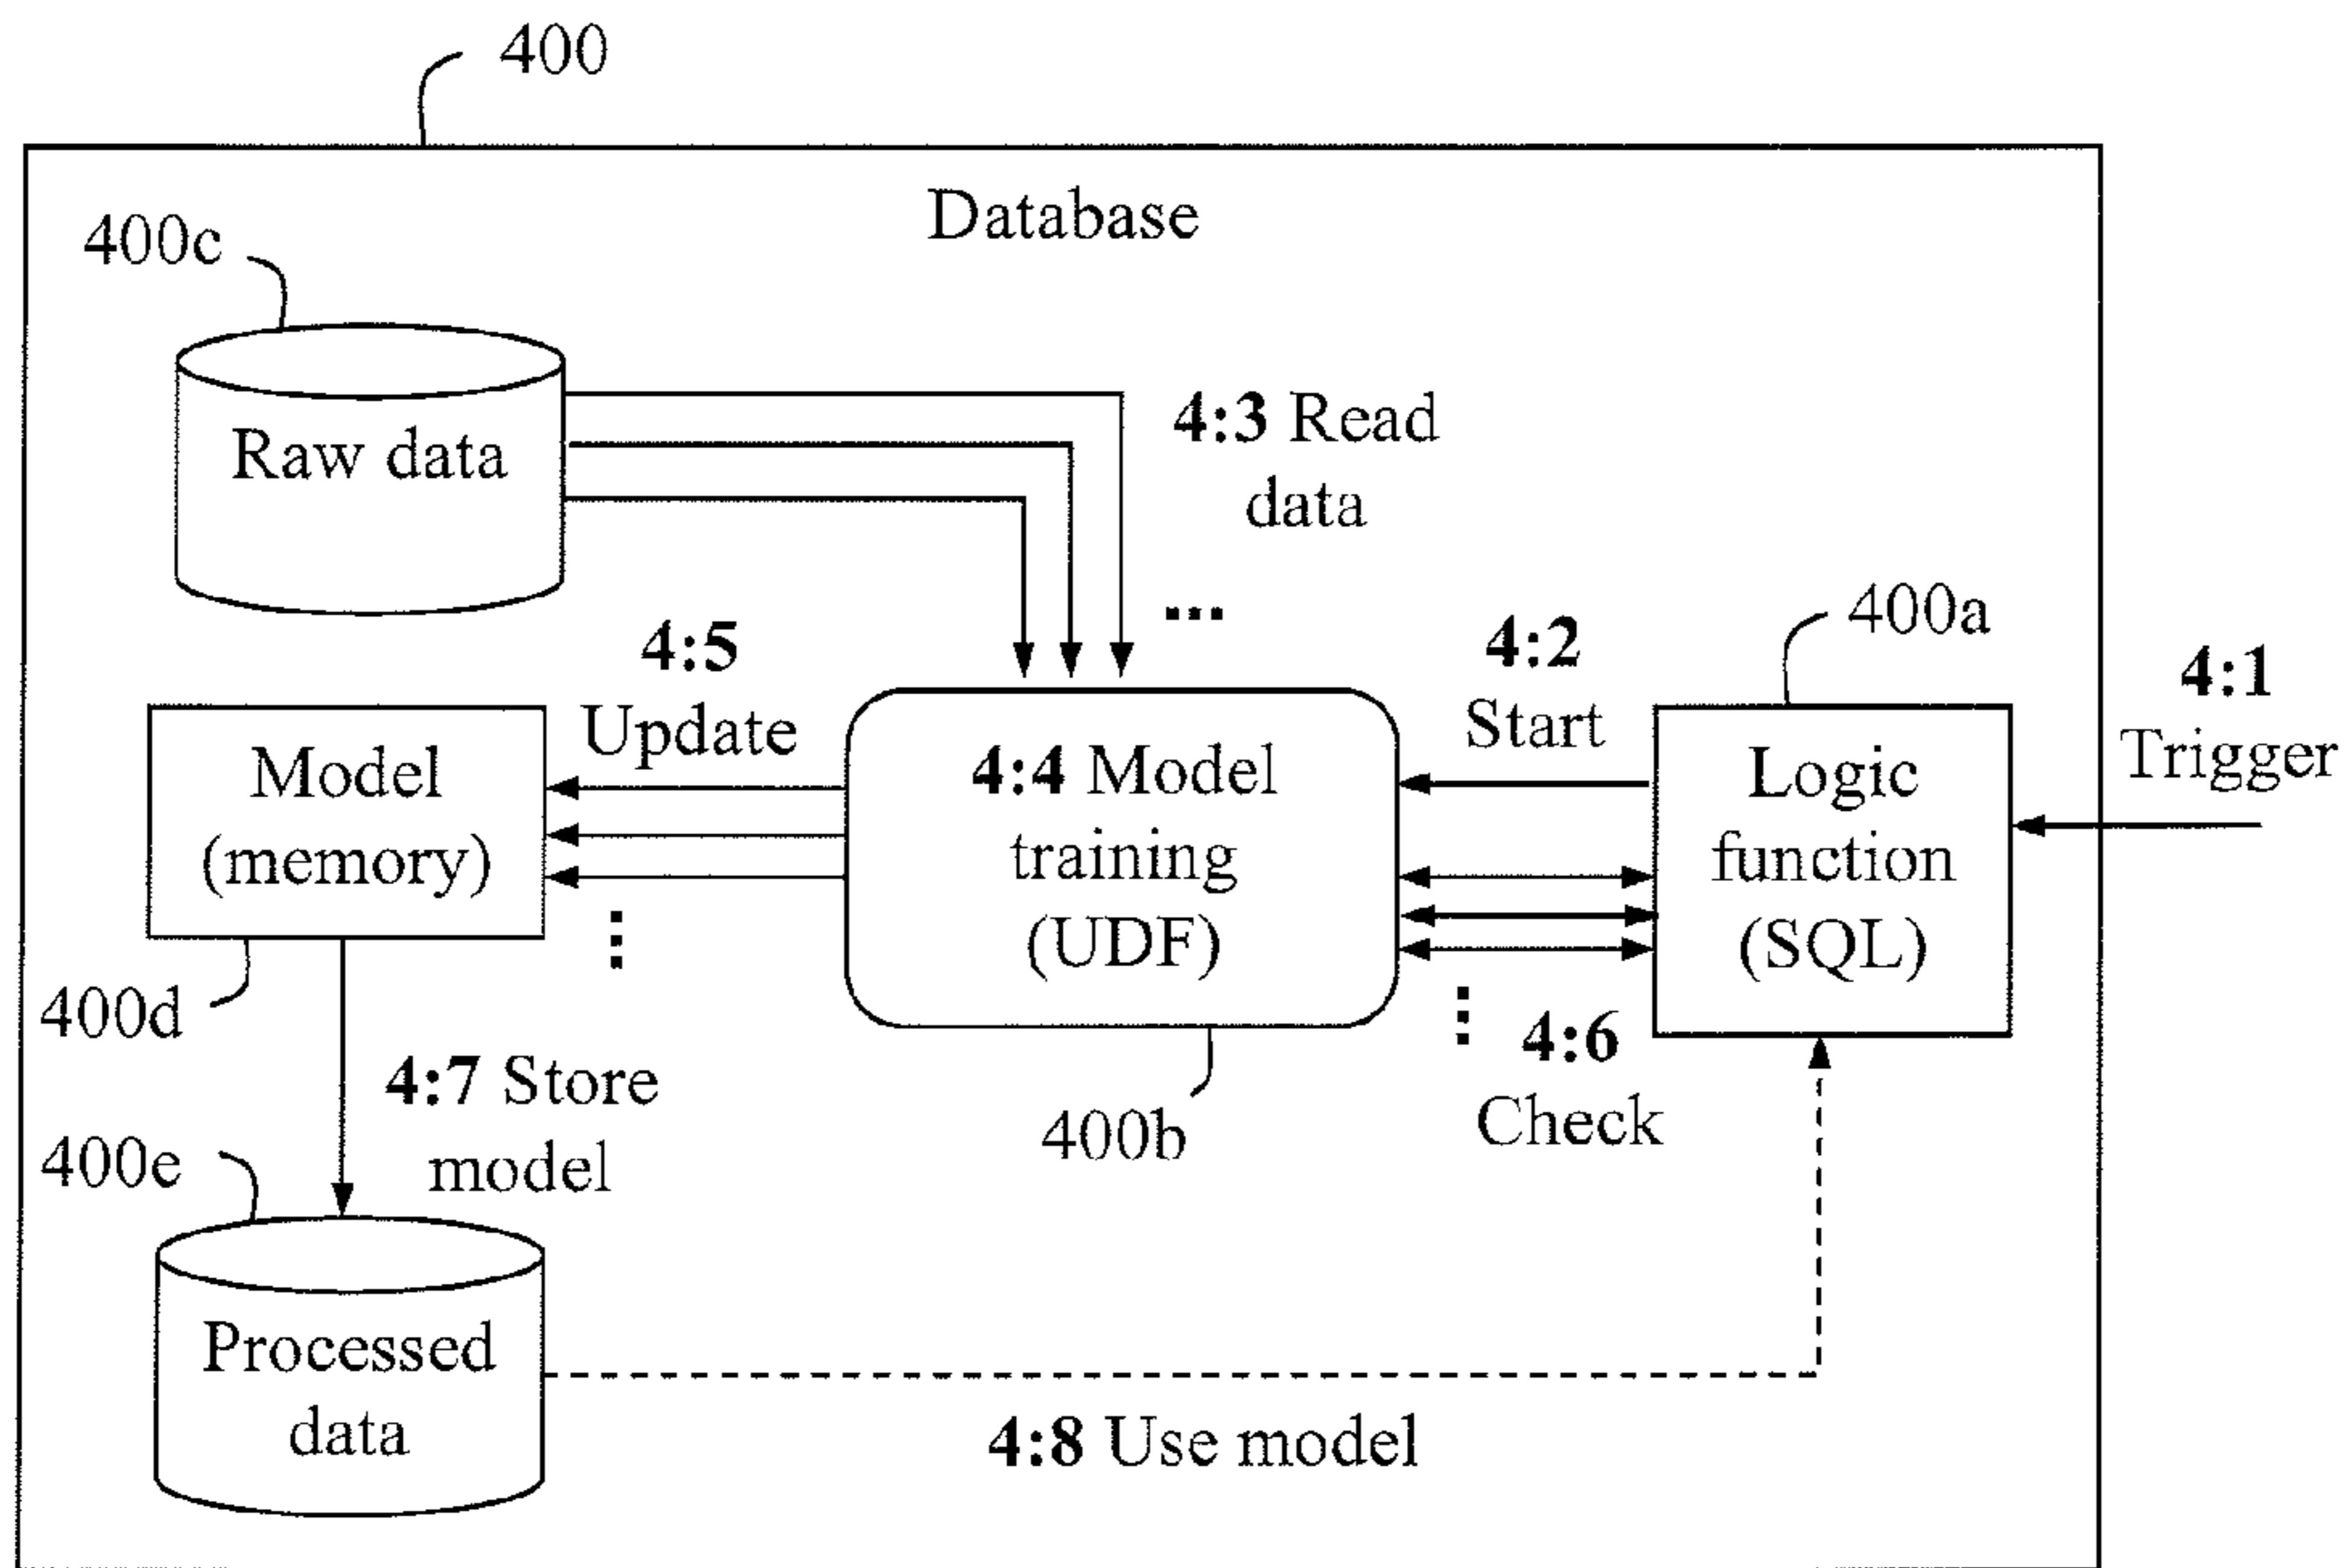 400
Database
400c
Raw data
4:3 Read
data
...
400a
4:1
Trigger
4:2
Start
4:5
Update
Model
(memory)
4:4 Model
training
(UDF)
Logic
function
(SQL)
400d
4:6
Check
400b
4:7 Store
model
400e
Processed
data
4:8 Use model